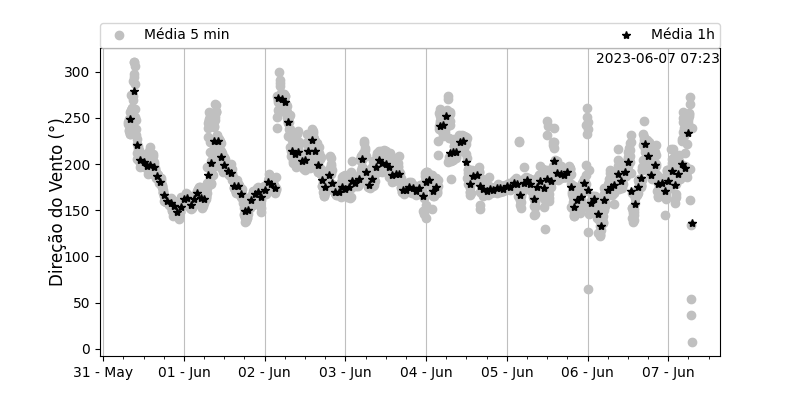 Média 5 min
Média 1h
2023-06-07 07:23
Direção do Vento (°)
300
250
200
150
100
50
0
31 - May
01 - Jun
02 - Jun
03 - Jun
04 - Jun
05 - Jun
06 - Jun
07 - Jun